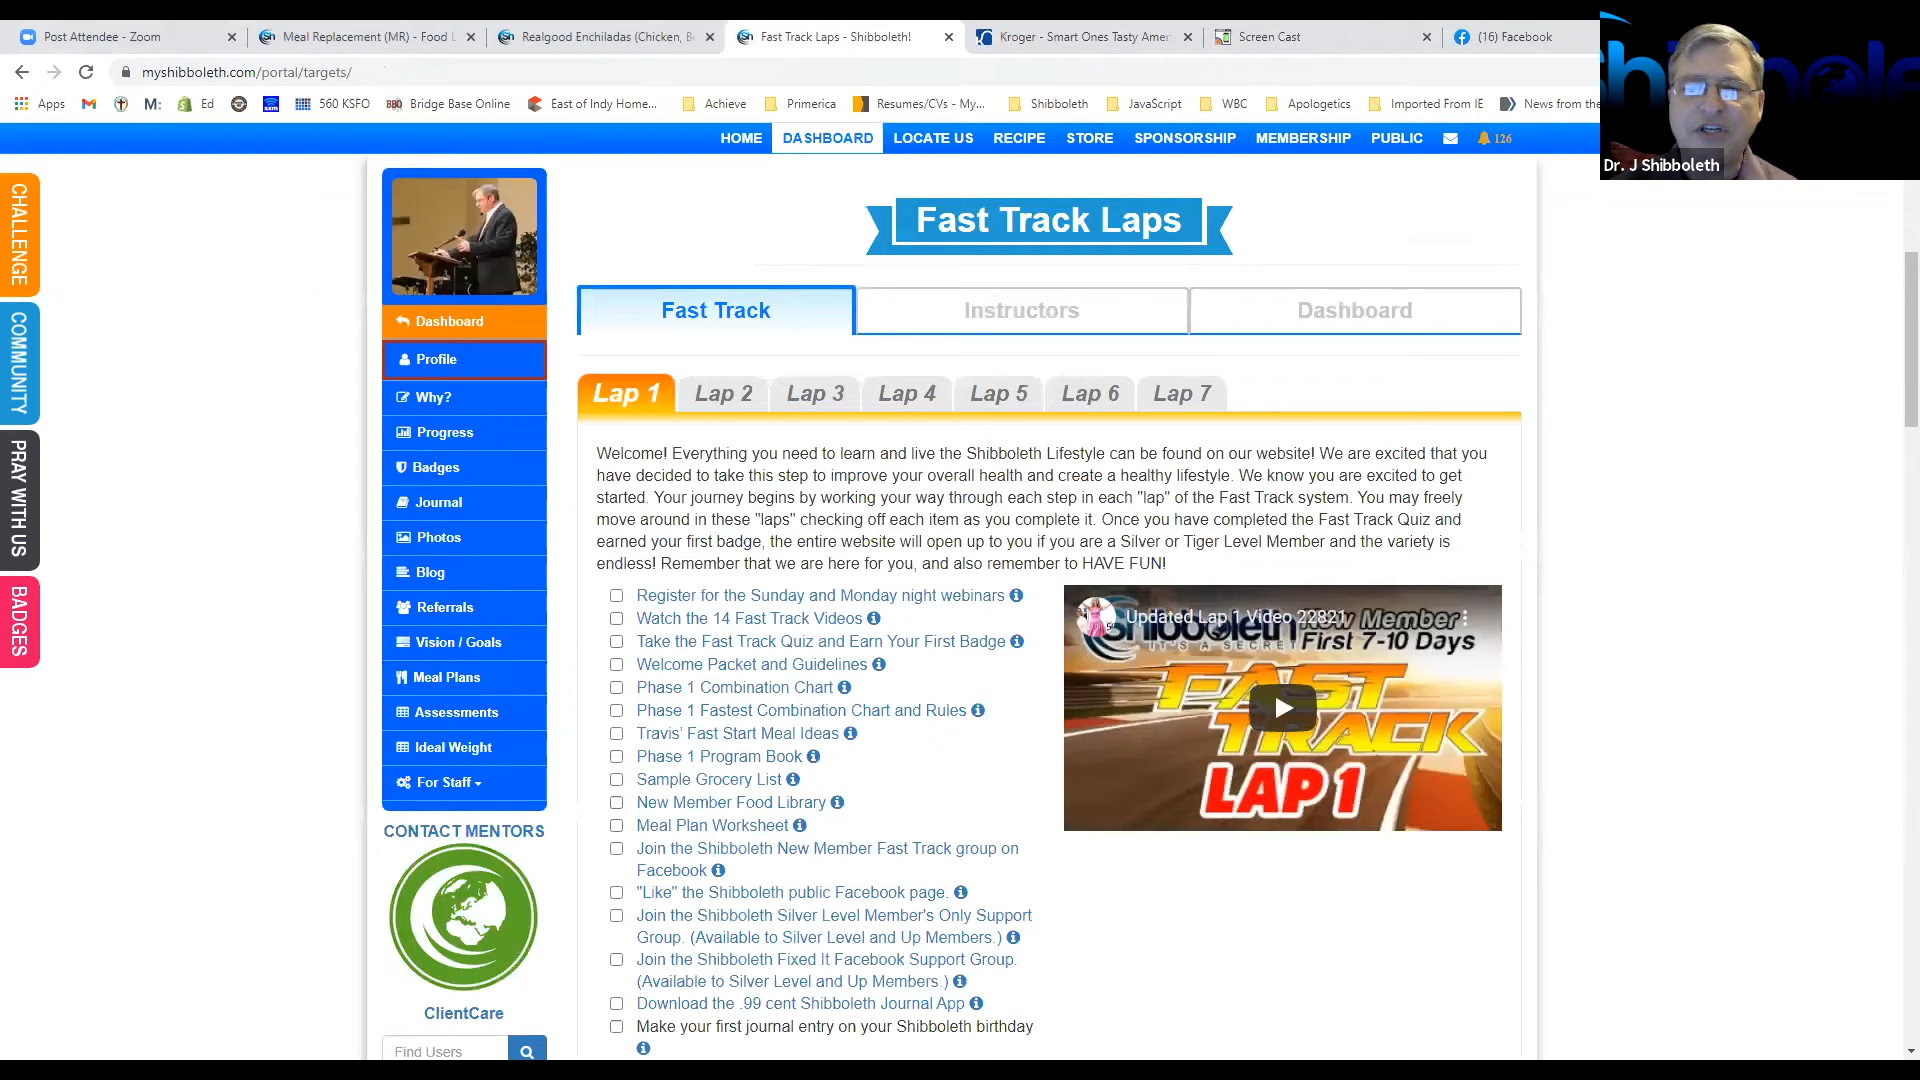 Post Attendee - Zoom
Meal Replacement (MR) - Food L
Realgood Enchiladas (Chicken, B
Fast Track Laps - Shibboleth!
Kroger - Smart Ones Tasty Amer
Screen Cast
(16) Facebook
myshibboleth.com/portal/targets/
Apps
M:
Ed
560 KSFO
BBO Bridge Base Online
East of Indy Home...
Achieve
Primerica
Resumes/CVs - My...
Shibboleth
JavaScript
WBC
Apologetics
Imported From IE
News from the
Dr. J Shibboleth
HOME
DASHBOARD
LOCATE US
RECIPE
STORE
SPONSORSHIP
MEMBERSHIP
PUBLIC
126
CHALLENGE
COMMUNITY
PRAY WITH US
BADGES
Dashboard
Profile
Why?
Progress
Badges
Journal
Photos
Blog
Referrals
Vision / Goals
Meal Plans
Assessments
Ideal Weight
For Staff
CONTACT MENTORS
ClientCare
Find Users
Fast Track Laps
Fast Track
Instructors
Dashboard
Lap 1
Lap 2
Lap 3
Lap 4
Lap 5
Lap 6
Lap 7
Welcome! Everything you need to learn and live the Shibboleth Lifestyle can be found on our website! We are excited that you
have decided to take this step to improve your overall health and create a healthy lifestyle. We know you are excited to get
started. Your journey begins by working your way through each step in each "lap" of the Fast Track system. You may freely
move around in these "laps" checking off each item as you complete it. Once you have completed the Fast Track Quiz and
earned your first badge, the entire website will open up to you if you are a Silver or Tiger Level Member and the variety is
endless! Remember that we are here for you, and also remember to HAVE FUN!
Register for the Sunday and Monday night webinars
Watch the 14 Fast Track Videos
Take the Fast Track Quiz and Earn Your First Badge
Welcome Packet and Guidelines
Phase 1 Combination Chart
Phase 1 Fastest Combination Chart and Rules
Travis' Fast Start Meal Ideas
Phase 1 Program Book
Sample Grocery List
New Member Food Library
Meal Plan Worksheet
Join the Shibboleth New Member Fast Track group on
Facebook
"Like" the Shibboleth public Facebook page.
Join the Shibboleth Silver Level Member's Only Support
Group. (Available to Silver Level and Up Members.)
Join the Shibboleth Fixed It Facebook Support Group.
(Available to Silver Level and Up Members.)
Download the .99 cent Shibboleth Journal App
Make your first journal entry on your Shibboleth birthday
Updated Lap 1 Video 22821
Shibboleth New Member
IT'S A SECRET First 7-10 Days
FAST
TRACK
LAP 1